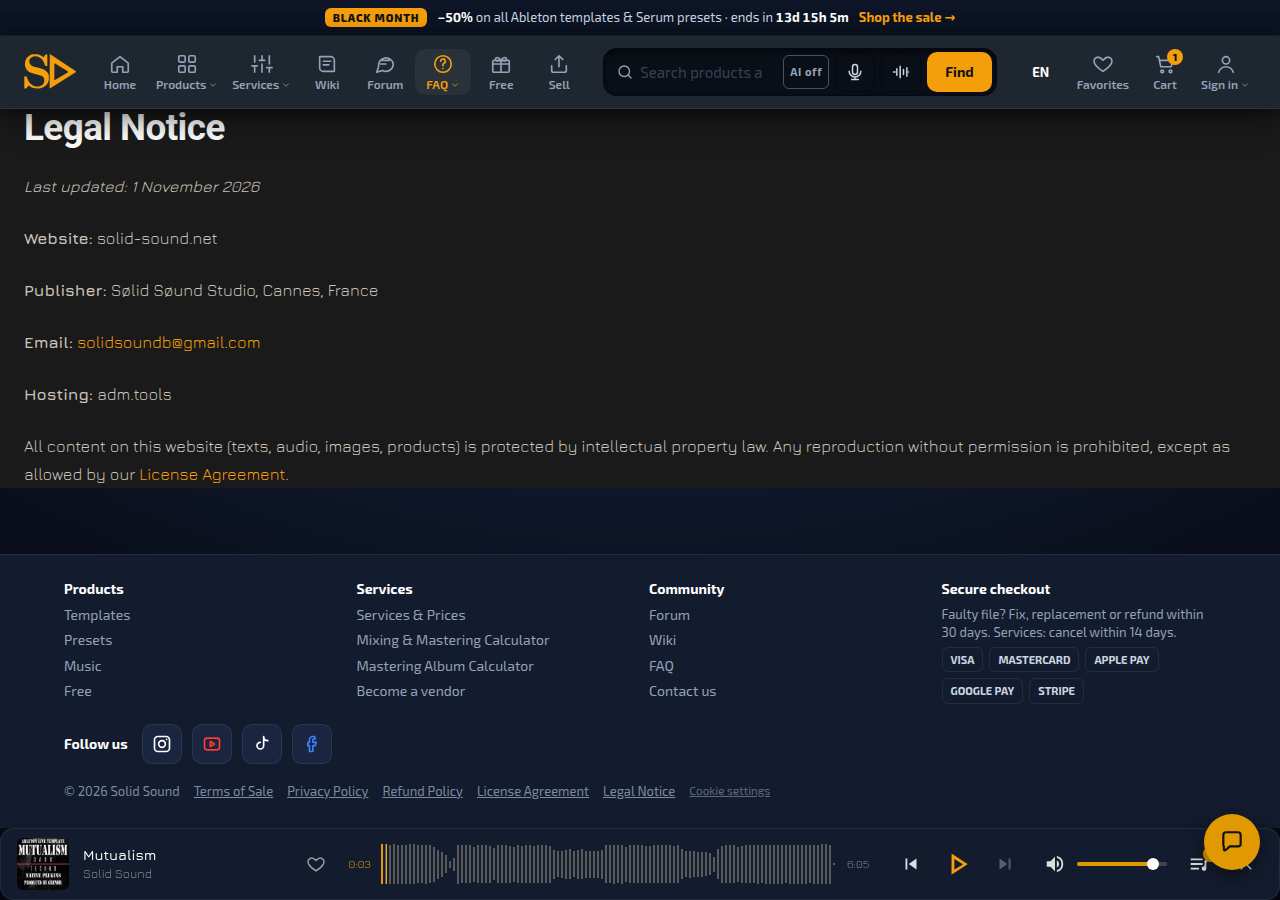 BLACK MONTH −50% on all Ableton templates & Serum presets · ends in 13d 15h 5m Shop the sale →
Home Products Services Wiki Forum FAQ Free Sell
Search products a AI off Find EN Favorites 1 Cart Sign in
Legal Notice
Last updated: 1 November 2026
Website: solid-sound.net
Publisher: Sølid Søund Studio, Cannes, France
Email: solidsoundb@gmail.com
Hosting: adm.tools
All content on this website (texts, audio, images, products) is protected by intellectual property law. Any reproduction without permission is prohibited, except as
allowed by our License Agreement.
Products
Templates
Presets
Music
Free
Services
Services & Prices
Mixing & Mastering Calculator
Mastering Album Calculator
Become a vendor
Community
Forum
Wiki
FAQ
Contact us
Secure checkout
Faulty file? Fix, replacement or refund within
30 days. Services: cancel within 14 days.
VISA MASTERCARD APPLE PAY
GOOGLE PAY STRIPE
Follow us
© 2026 Solid Sound Terms of Sale Privacy Policy Refund Policy License Agreement Legal Notice Cookie settings
MUTUALISM
Mutualism
Solid Sound
0:03 6:05